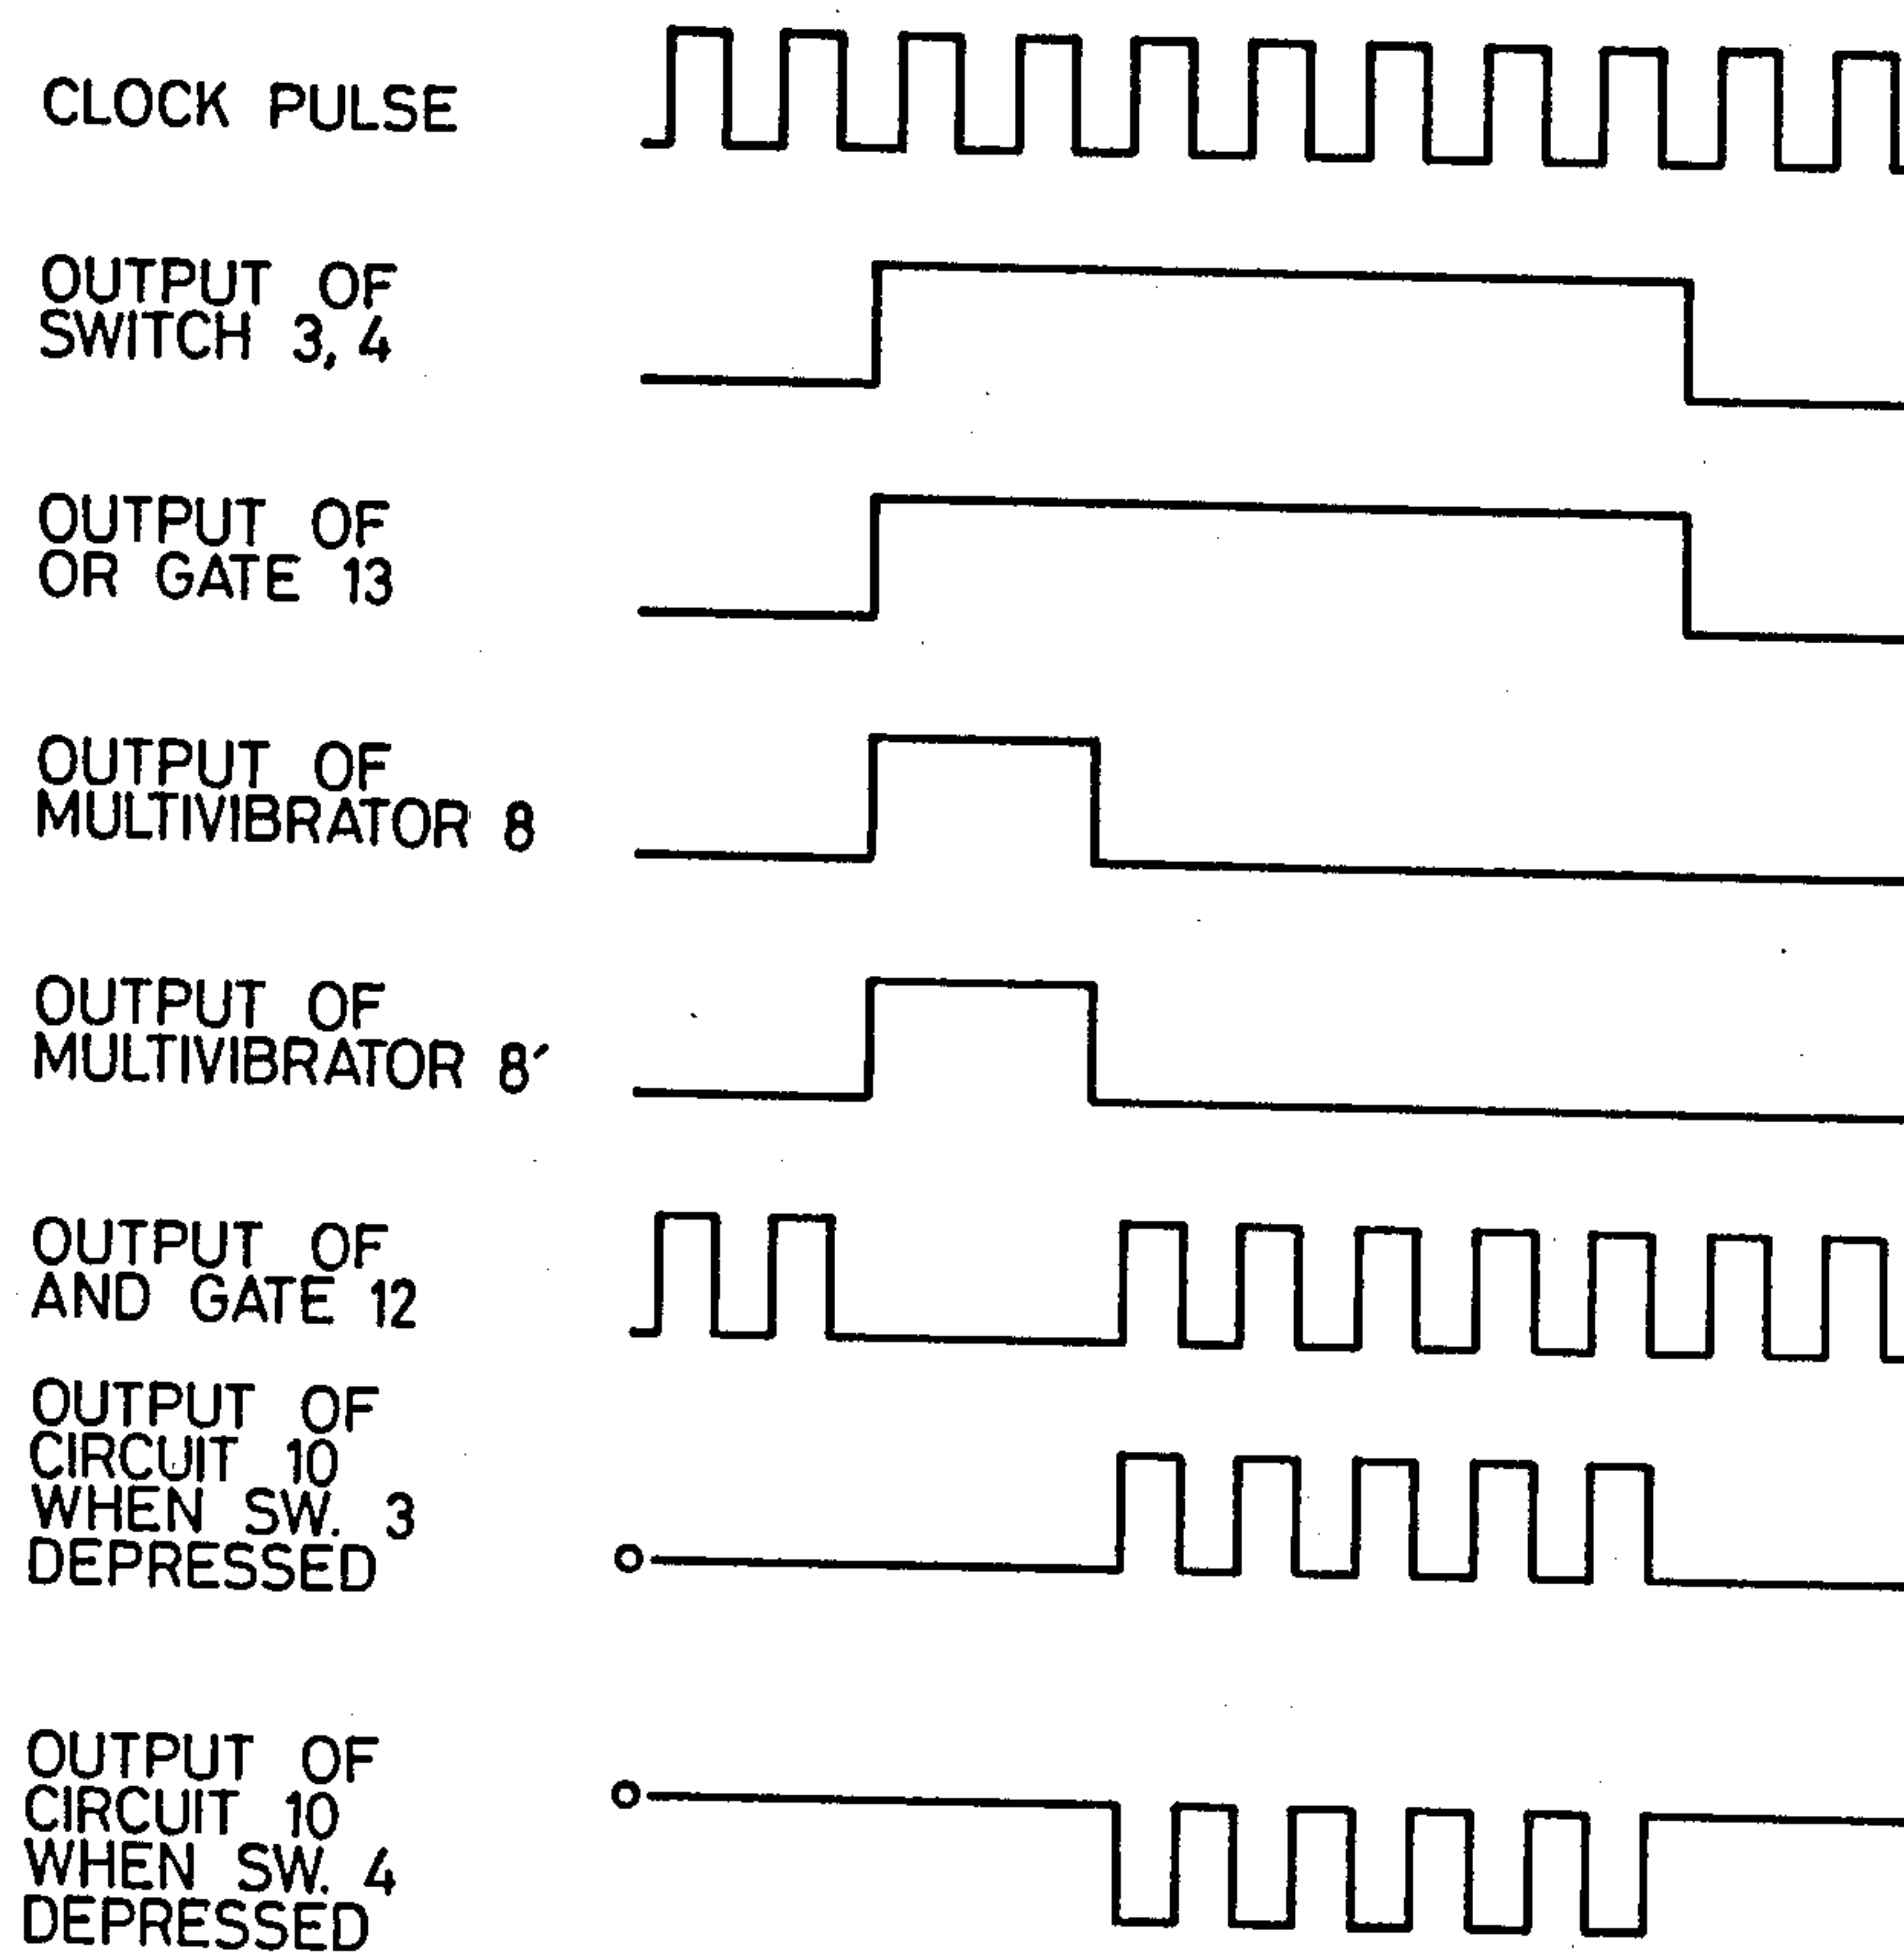 CLOCK PULSE
OUTPUT OF
SWITCH 3, 4
OUTPUT OF
OR GATE 13
OUTPUT OF
MULTIVIBRATOR 8
OUTPUT OF
MULTIVIBRATOR 8′
OUTPUT OF
AND GATE 12
OUTPUT OF
CIRCUIT 10
WHEN SW. 3
DEPRESSED
O
OUTPUT OF
CIRCUIT 10
WHEN SW. 4
DEPRESSED
O